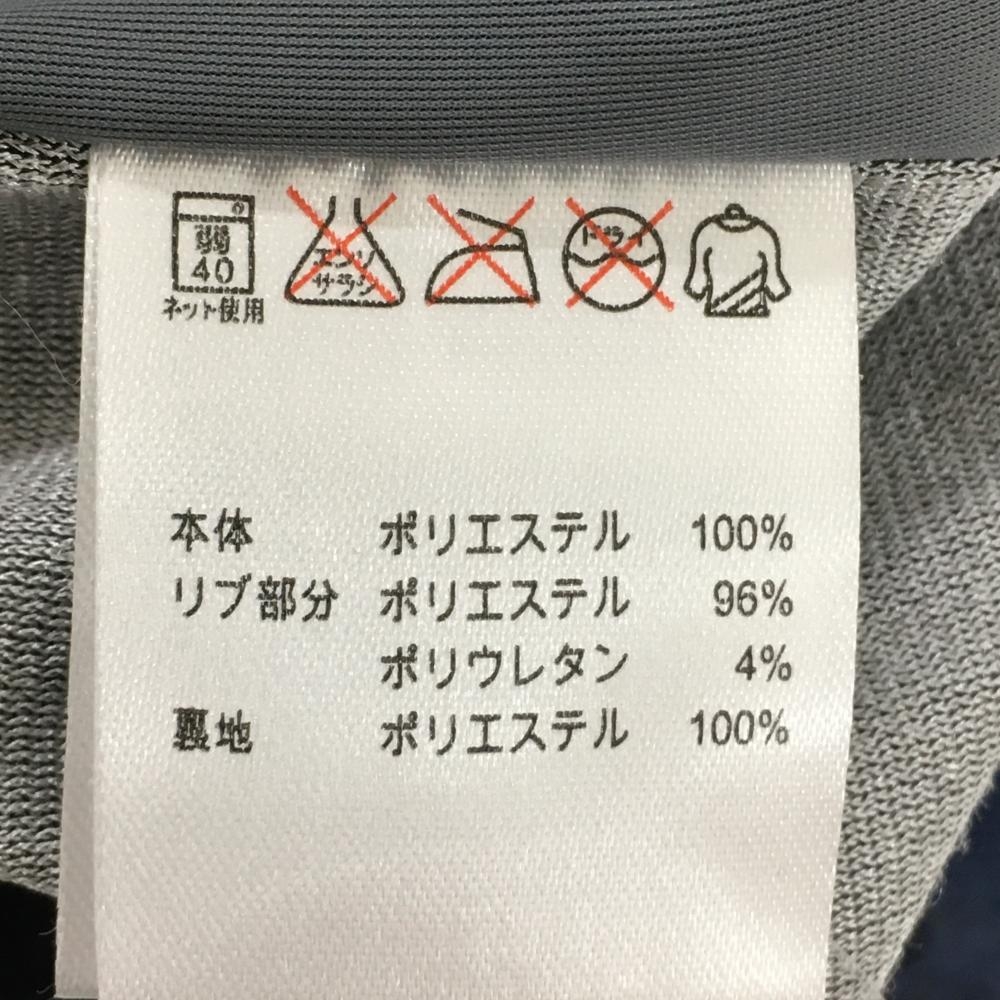 弱
40
ネット使用
エンソ
サラシ
ドライ
本体 ポリエステル 100%
リブ部分 ポリエステル 96%
ポリウレタン 4%
裏地 ポリエステル 100%